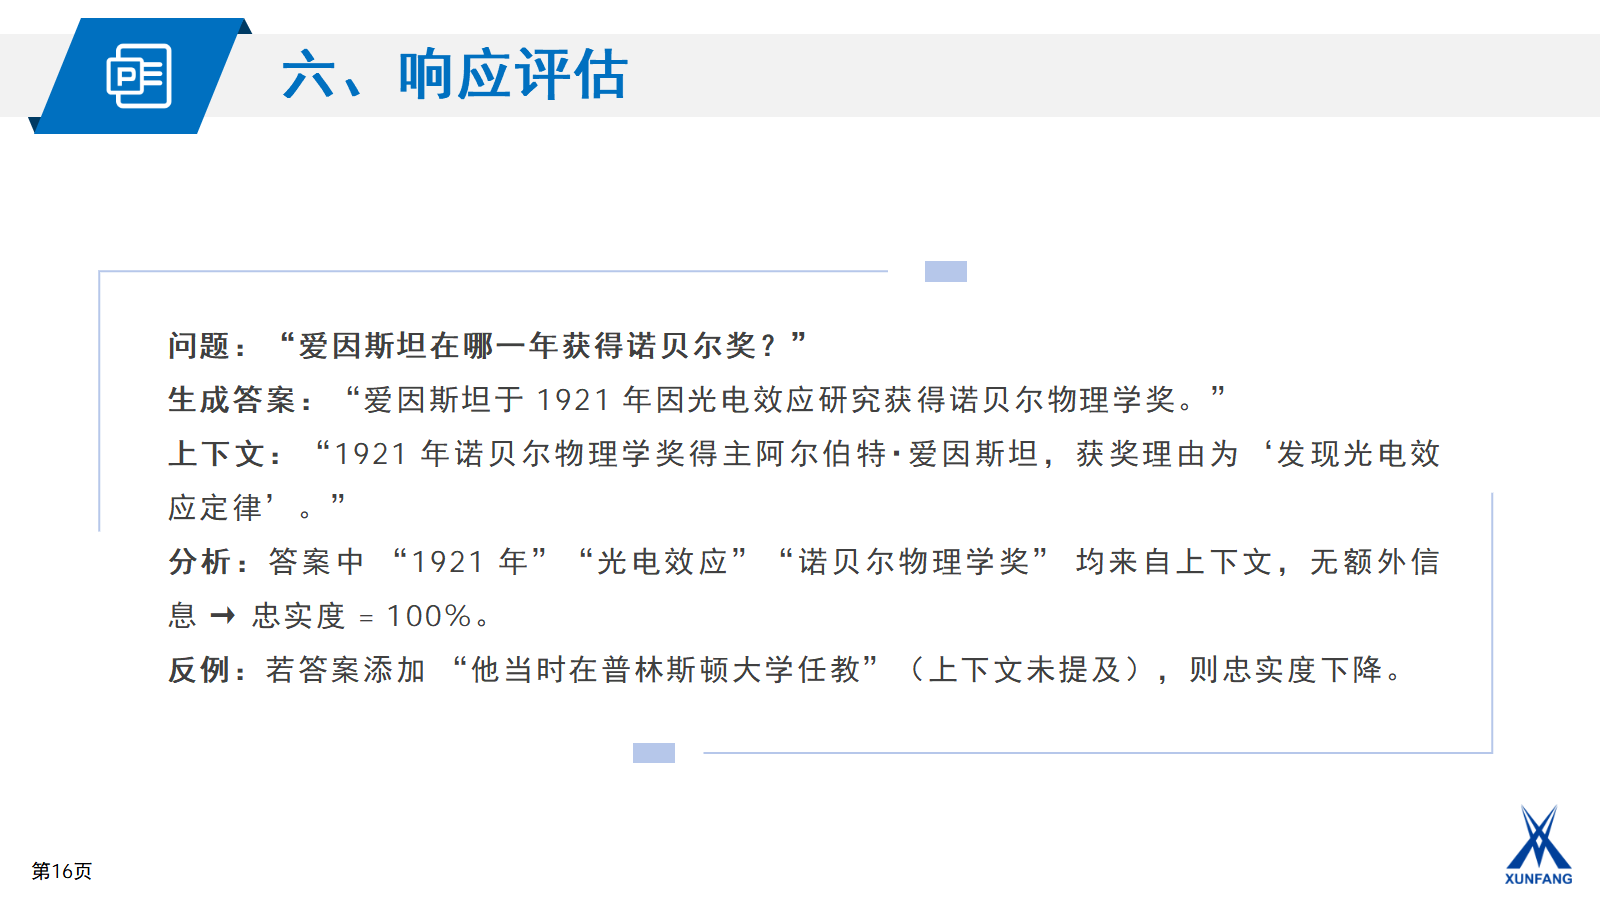 六、响应评估
问题：“爱因斯坦在哪一年获得诺贝尔奖？”
生成答案：“爱因斯坦于 1921 年因光电效应研究获得诺贝尔物理学奖。”
上下文：“1921 年诺贝尔物理学奖得主阿尔伯特·爱因斯坦，获奖理由为‘发现光电效
应定律’。”
分析：答案中 “1921 年”“光电效应”“诺贝尔物理学奖” 均来自上下文，无额外信
息 → 忠实度 = 100%。
反例：若答案添加 “他当时在普林斯顿大学任教”（上下文未提及），则忠实度下降。
第16页
XUNFANG